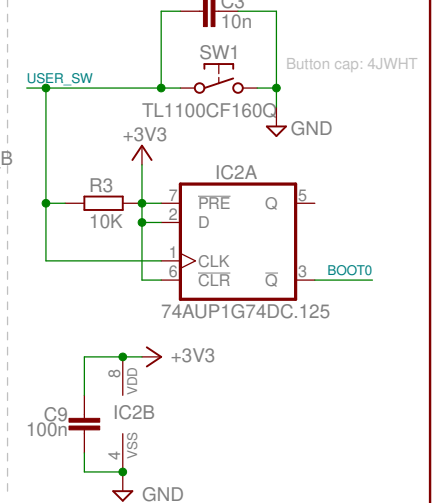 C3
10n
SW1
Button cap: 4JWHT
USER_SW
TL1100CF160Q
GND
+3V3
B
IC2A
R3
10K
7 PRE Q 5
2 D
1 CLK
6 CLR Q 3
BOOT0
74AUP1G74DC.125
+3V3
8
VDD
C9
100n
IC2B
4
VSS
GND